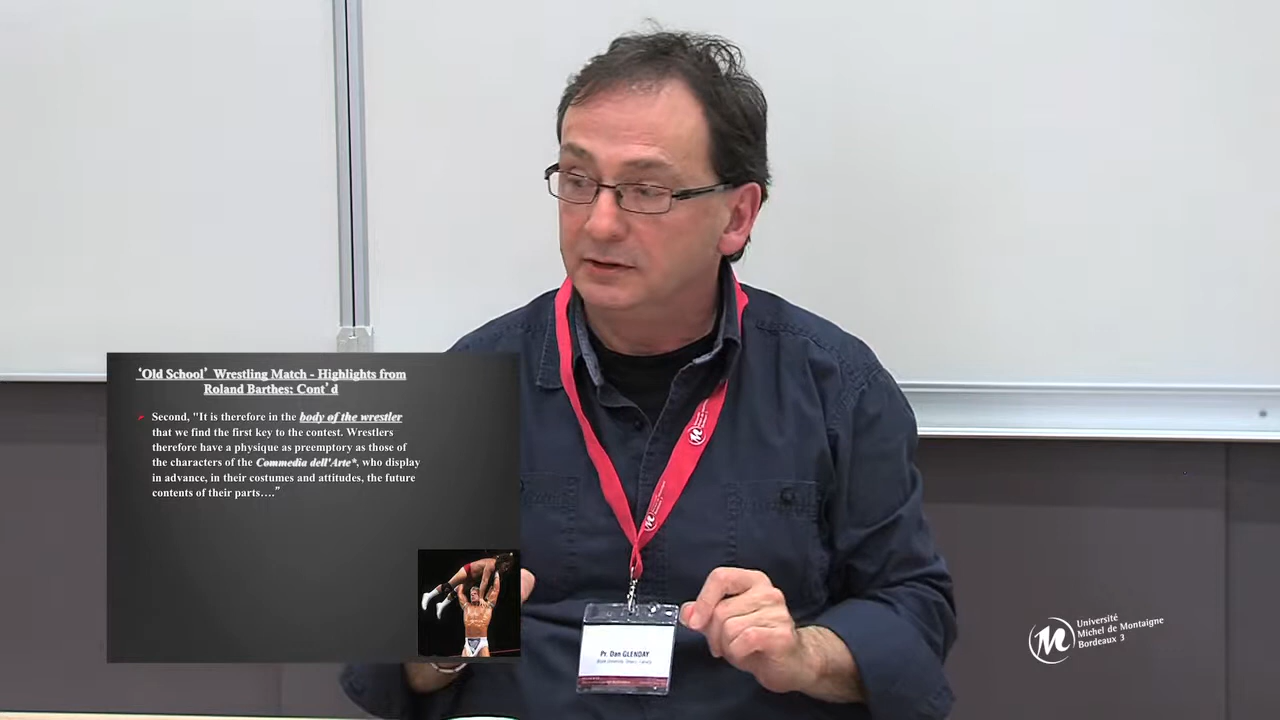 ‘Old School’ Wrestling Match - Highlights from
Roland Barthes: Cont’d
Second, "It is therefore in the body of the wrestler
that we find the first key to the contest. Wrestlers
therefore have a physique as preemptory as those of
the characters of the Commedia dell'Arte*, who display
in advance, in their costumes and attitudes, the future
contents of their parts…."
Pr. Dan GLENDAY
Université
Michel de Montaigne
Bordeaux 3